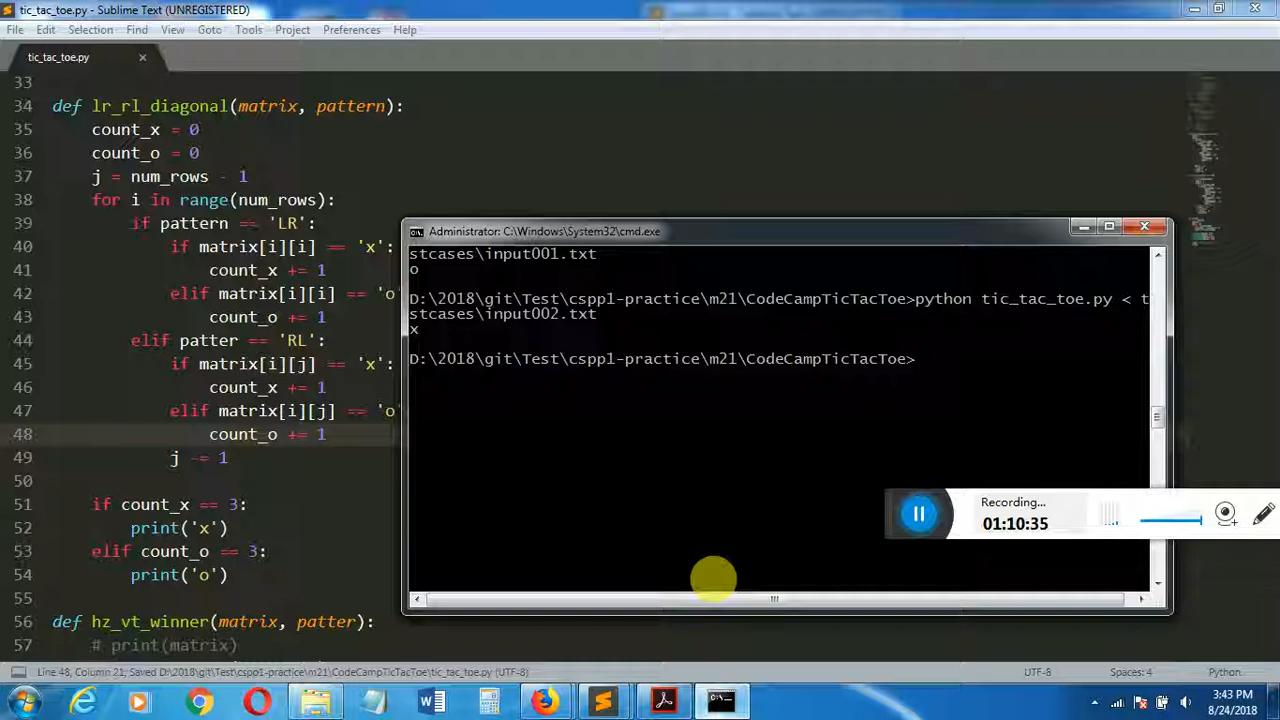 tic_tac_toe.py - Sublime Text (UNREGISTERED)
File Edit Selection Find View Goto Tools Project Preferences Help
tic_tac_toe.py
33
34 def lr_rl_diagonal(matrix, pattern):
35 count_x = 0
36 count_o = 0
37 j = num_rows - 1
38 for i in range(num_rows):
39 if pattern == 'LR':
40 if matrix[i][i] == 'x':
41 count_x += 1
42 elif matrix[i][i] == 'o'
43 count_o += 1
44 elif patter == 'RL':
45 if matrix[i][j] == 'x':
46 count_x += 1
47 elif matrix[i][j] == 'o'
48 count_o += 1
49 j -= 1
50
51 if count_x == 3:
52 print('x')
53 elif count_o == 3:
54 print('o')
55
56 def hz_vt_winner(matrix, patter):
57 # print(matrix)
Administrator: C:\Windows\System32\cmd.exe
stcases\input001.txt
o
D:\2018\git\Test\cspp1-practice\m21\CodeCampTicTacToe>python tic_tac_toe.py < t
stcases\input002.txt
x
D:\2018\git\Test\cspp1-practice\m21\CodeCampTicTacToe>
Recording...
01:10:35
Line 48, Column 21, Saved D:\2018\git\Test\cspp1-practice\m21\CodeCampTicTacToe\tic_tac_toe.py (UTF-8)
UTF-8
Spaces: 4
Python
3:43 PM
8/24/2018